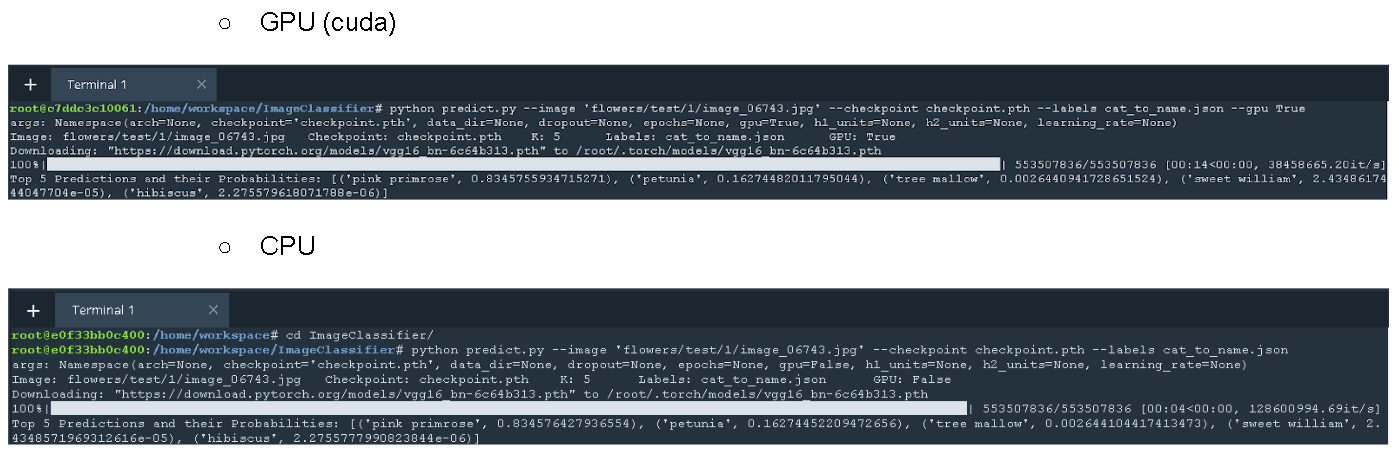 ○ GPU (cuda)
+ Terminal 1 ×
root@c7ddc3c10061:/home/workspace/ImageClassifier# python predict.py --image 'flowers/test/1/image_06743.jpg' --checkpoint checkpoint.pth --labels cat_to_name.json --gpu True
args: Namespace(arch=None, checkpoint='checkpoint.pth', data_dir=None, dropout=None, epochs=None, gpu=True, h1_units=None, h2_units=None, learning_rate=None)
Image: flowers/test/1/image_06743.jpg Checkpoint: checkpoint.pth K: 5 Labels: cat_to_name.json GPU: True
Downloading: "https://download.pytorch.org/models/vgg16_bn-6c64b313.pth" to /root/.torch/models/vgg16_bn-6c64b313.pth
100%| | 553507836/553507836 [00:14<00:00, 38458665.20it/s]
Top 5 Predictions and their Probabilities: [('pink primrose', 0.8345755934715271), ('petunia', 0.16274482011795044), ('tree mallow', 0.0026440941728651524), ('sweet william', 2.43486174
44047704e-05), ('hibiscus', 2.275579618071788e-06)]
○ CPU
+ Terminal 1 ×
root@e0f33bb0c400:/home/workspace# cd ImageClassifier/
root@e0f33bb0c400:/home/workspace/ImageClassifier# python predict.py --image 'flowers/test/1/image_06743.jpg' --checkpoint checkpoint.pth --labels cat_to_name.json
args: Namespace(arch=None, checkpoint='checkpoint.pth', data_dir=None, dropout=None, epochs=None, gpu=False, h1_units=None, h2_units=None, learning_rate=None)
Image: flowers/test/1/image_06743.jpg Checkpoint: checkpoint.pth K: 5 Labels: cat_to_name.json GPU: False
Downloading: "https://download.pytorch.org/models/vgg16_bn-6c64b313.pth" to /root/.torch/models/vgg16_bn-6c64b313.pth
100%| | 553507836/553507836 [00:04<00:00, 128600994.69it/s]
Top 5 Predictions and their Probabilities: [('pink primrose', 0.834576427936554), ('petunia', 0.16274452209472656), ('tree mallow', 0.002644104417413473), ('sweet william', 2.
4348571969312616e-05), ('hibiscus', 2.2755777990823844e-06)]